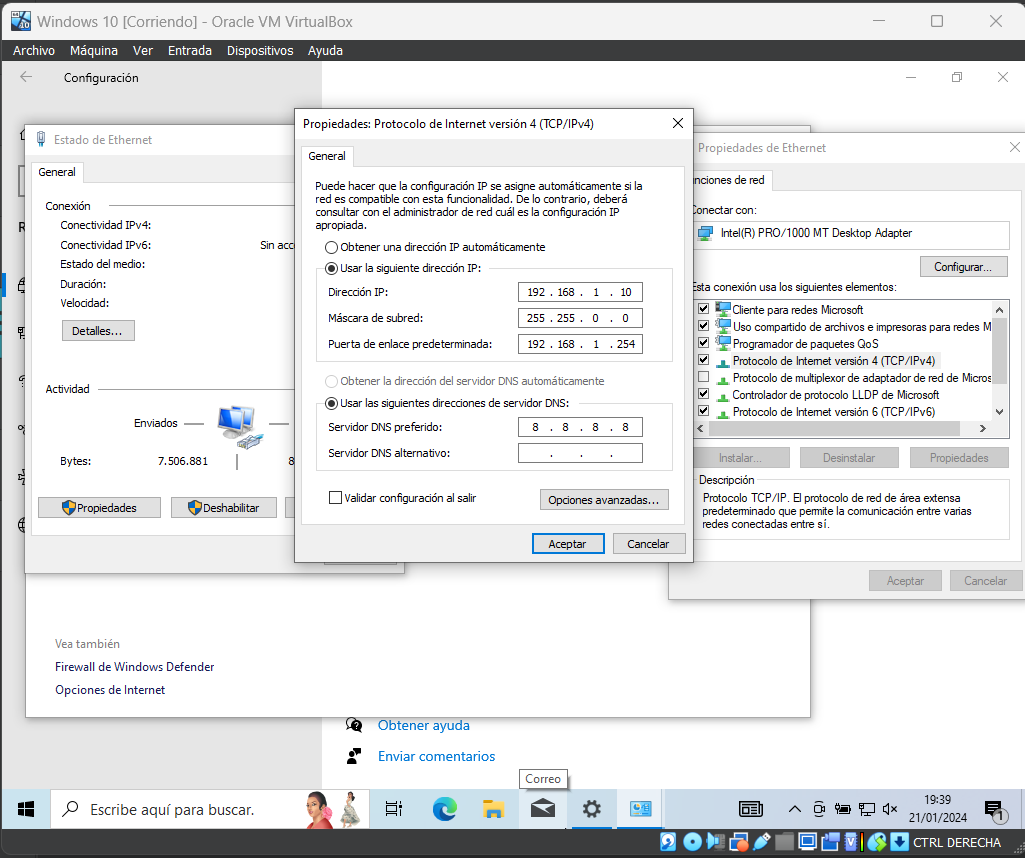 Windows 10 [Corriendo] - Oracle VM VirtualBox
Archivo Máquina Ver Entrada Dispositivos Ayuda
Configuración
Estado de Ethernet
General
Conexión
Conectividad IPv4:
Conectividad IPv6: Sin acc
Estado del medio:
Duración:
Velocidad:
Detalles...
Actividad
Enviados
Bytes: 7.506.881 8
Propiedades
Deshabilitar
Propiedades: Protocolo de Internet versión 4 (TCP/IPv4)
General
Puede hacer que la configuración IP se asigne automáticamente si la
red es compatible con esta funcionalidad. De lo contrario, deberá
consultar con el administrador de red cuál es la configuración IP
apropiada.
Obtener una dirección IP automáticamente
Usar la siguiente dirección IP:
Dirección IP: 192 . 168 . 1 . 10
Máscara de subred: 255 . 255 . 0 . 0
Puerta de enlace predeterminada: 192 . 168 . 1 . 254
Obtener la dirección del servidor DNS automáticamente
Usar las siguientes direcciones de servidor DNS:
Servidor DNS preferido: 8 . 8 . 8 . 8
Servidor DNS alternativo: . . .
Validar configuración al salir
Opciones avanzadas...
Aceptar Cancelar
Propiedades de Ethernet
unciones de red
Conectar con:
Intel(R) PRO/1000 MT Desktop Adapter
Configurar...
Esta conexión usa los siguientes elementos:
Cliente para redes Microsoft
Uso compartido de archivos e impresoras para redes M
Programador de paquetes QoS
Protocolo de Internet versión 4 (TCP/IPv4)
Protocolo de multiplexor de adaptador de red de Micros
Controlador de protocolo LLDP de Microsoft
Protocolo de Internet versión 6 (TCP/IPv6)
Instalar... Desinstalar Propiedades
Descripción
Protocolo TCP/IP. El protocolo de red de área extensa
predeterminado que permite la comunicación entre varias
redes conectadas entre sí.
Aceptar Cancelar
Vea también
Firewall de Windows Defender
Opciones de Internet
Obtener ayuda
Enviar comentarios
Correo
Escribe aquí para buscar.
19:39
21/01/2024
1
CTRL DERECHA